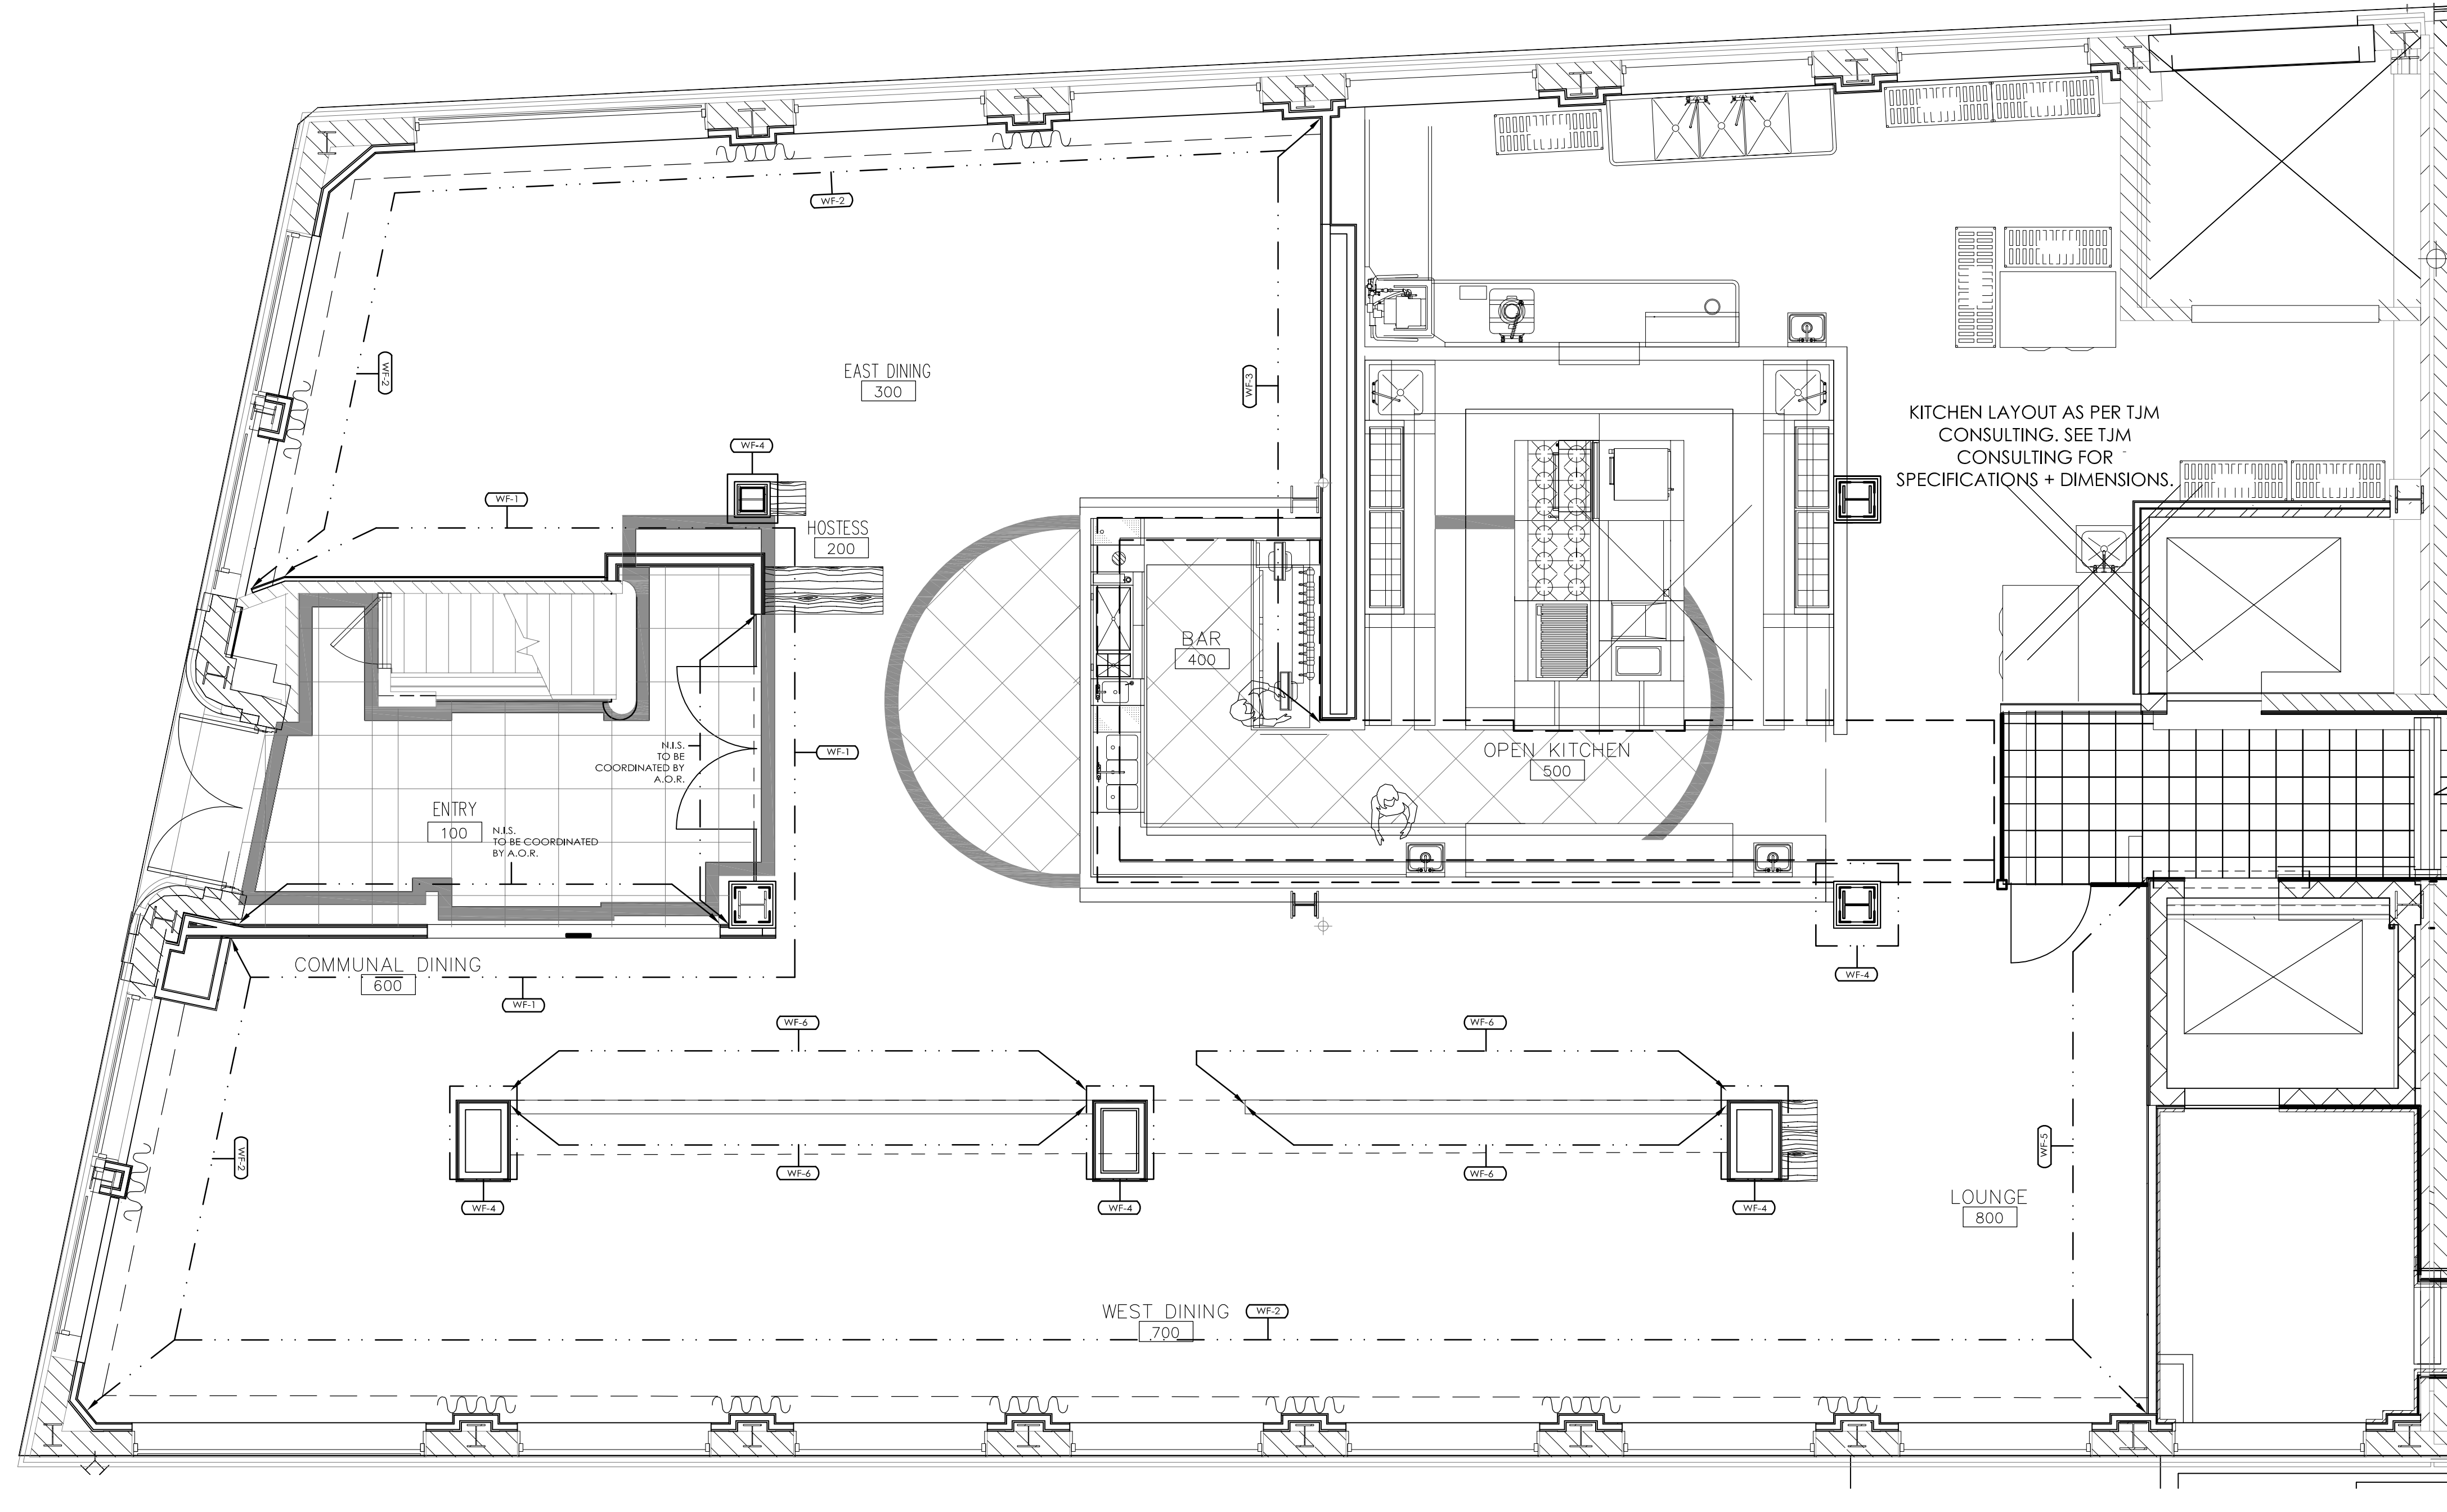 WF-2
EAST DINING
300
WF-2
WF-3
KITCHEN LAYOUT AS PER TJM
CONSULTING. SEE TJM
CONSULTING FOR
SPECIFICATIONS + DIMENSIONS.
WF-4
WF-1
HOSTESS
200
BAR
400
OPEN KITCHEN
500
N.I.S.
TO BE
COORDINATED BY
A.O.R.
WF-1
ENTRY
100
N.I.S.
TO BE COORDINATED
BY A.O.R.
COMMUNAL DINING
600
WF-1
WF-4
WF-6
WF-6
WF-2
WF-6
WF-6
WF-5
WF-4
WF-4
WF-4
LOUNGE
800
WEST DINING
700
WF-2